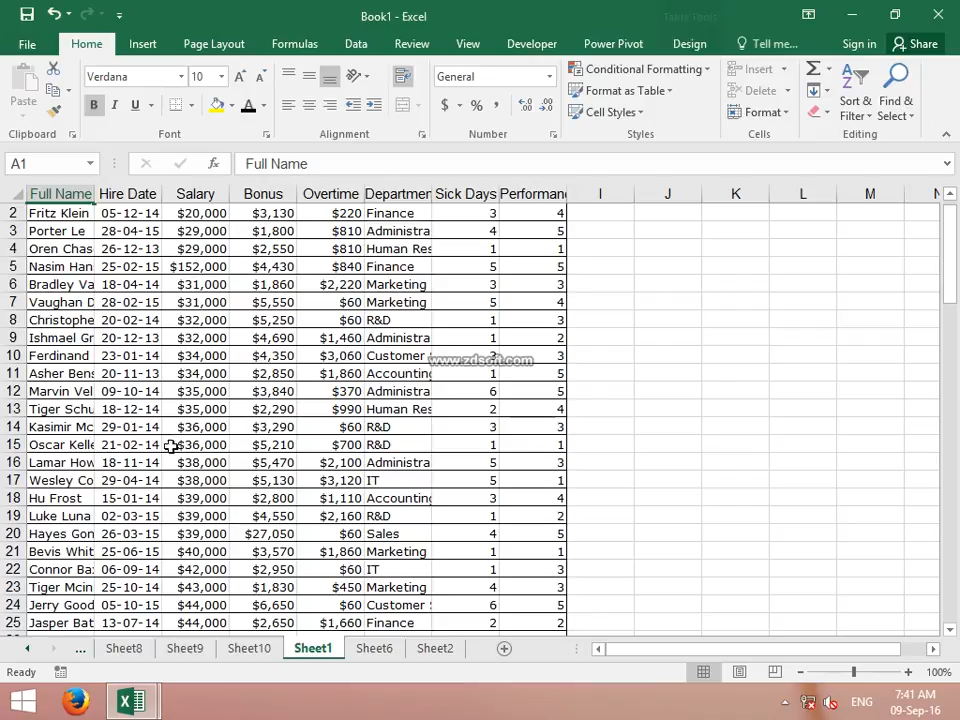 Book1 - Excel
Table Tools
File Home Insert Page Layout Formulas Data Review View Developer Power Pivot Design Tell me... Sign in Share
Paste
Verdana 10
B I U A
General
$ % ,
Conditional Formatting
Format as Table
Cell Styles
Insert
Delete
Format
Sort & Filter
Find & Select
Clipboard Font Alignment Number Styles Cells Editing
A1 fx Full Name
Full Name Hire Date Salary Bonus Overtime Departmen Sick Days Performanc I J K L M N
2 Fritz Klein 05-12-14 $20,000 $3,130 $220 Finance 3 4
3 Porter Le 28-04-15 $29,000 $1,800 $810 Administra 4 5
4 Oren Chas 26-12-13 $29,000 $2,550 $810 Human Res 1 1
5 Nasim Han 25-02-15 $152,000 $4,430 $840 Finance 5 5
6 Bradley Va 18-04-14 $31,000 $1,860 $2,220 Marketing 3 3
7 Vaughan D 28-02-15 $31,000 $5,550 $60 Marketing 5 4
8 Christophe 20-02-14 $32,000 $5,250 $60 R&D 1 3
9 Ishmael Gr 20-12-13 $32,000 $4,690 $1,460 Administra 1 2
10 Ferdinand 23-01-14 $34,000 $4,350 $3,060 Customer 3 3
www.zdsoft.com
11 Asher Bens 20-11-13 $34,000 $2,850 $1,860 Accounting 1 5
12 Marvin Vel 09-10-14 $35,000 $3,840 $370 Administra 6 5
13 Tiger Schu 18-12-14 $35,000 $2,290 $990 Human Res 2 4
14 Kasimir Mc 29-01-14 $36,000 $3,290 $60 R&D 3 3
15 Oscar Kelle 21-02-14 $36,000 $5,210 $700 R&D 1 1
16 Lamar How 18-11-14 $38,000 $5,470 $2,100 Administra 5 3
17 Wesley Co 29-04-14 $38,000 $5,130 $3,120 IT 5 1
18 Hu Frost 15-01-14 $39,000 $2,800 $1,110 Accounting 3 4
19 Luke Luna 02-03-15 $39,000 $4,550 $2,160 R&D 1 2
20 Hayes Gon 26-03-15 $39,000 $27,050 $60 Sales 4 5
21 Bevis Whit 25-06-15 $40,000 $3,570 $1,860 Marketing 1 1
22 Connor Ba 06-09-14 $42,000 $2,950 $60 IT 1 3
23 Tiger Mcin 25-10-14 $43,000 $1,830 $450 Marketing 4 3
24 Jerry Good 05-10-15 $44,000 $6,650 $60 Customer S 6 5
25 Jasper Bat 13-07-14 $44,000 $2,650 $1,660 Finance 2 2
... Sheet8 Sheet9 Sheet10 Sheet1 Sheet6 Sheet2
Ready 100%
ENG 7:41 AM
09-Sep-16